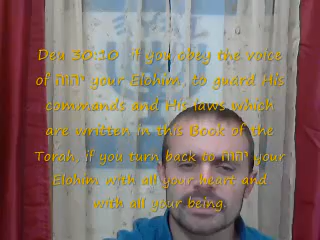 Deu 30:10 if you obey the voice
of יהוה your Elohim, to guard His
commands and His laws which
are written in this Book of the
Torah, if you turn back to יהוה your
Elohim with all your heart and
with all your being.